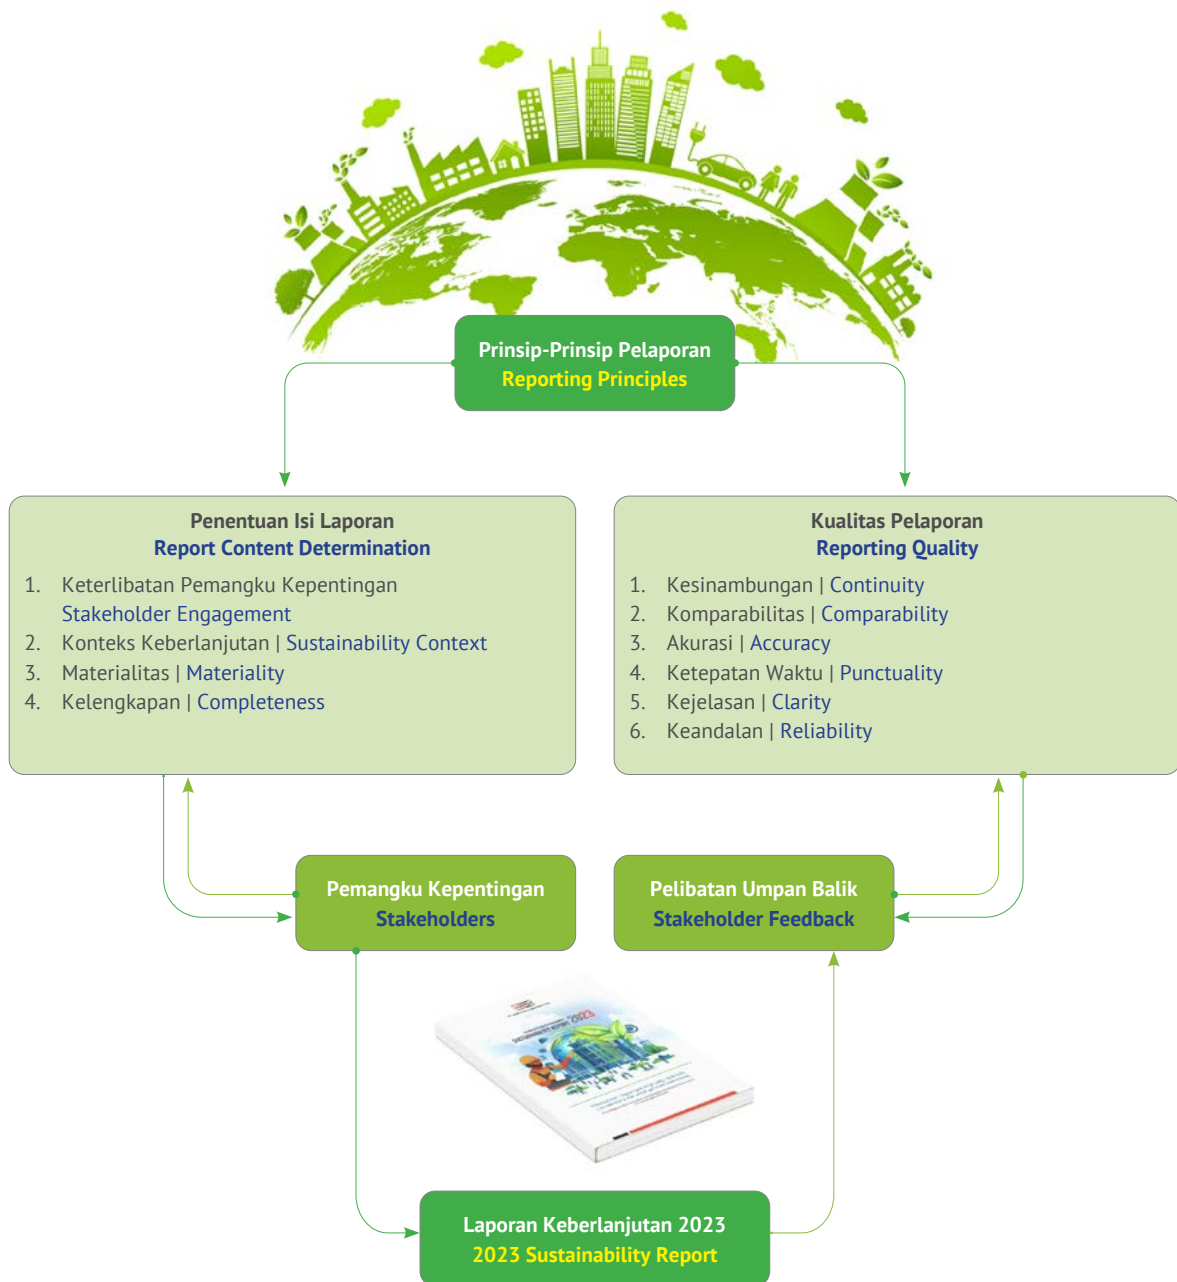 Prinsip-Prinsip Pelaporan
Reporting Principles
Penentuan Isi Laporan
Report Content Determination
1. Keterlibatan Pemangku Kepentingan
Stakeholder Engagement
2. Konteks Keberlanjutan | Sustainability Context
3. Materialitas | Materiality
4. Kelengkapan | Completeness
Kualitas Pelaporan
Reporting Quality
1. Kesinambungan | Continuity
2. Komparabilitas | Comparability
3. Akurasi | Accuracy
4. Ketepatan Waktu | Punctuality
5. Kejelasan | Clarity
6. Keandalan | Reliability
Pemangku Kepentingan
Stakeholders
Pelibatan Umpan Balik
Stakeholder Feedback
2023
Laporan Keberlanjutan 2023
2023 Sustainability Report